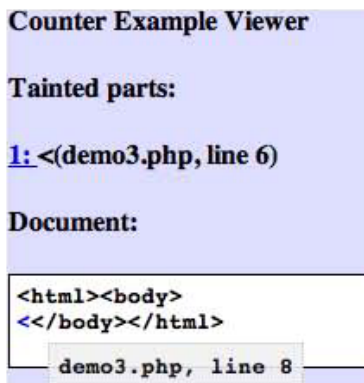 Counter Example Viewer
Tainted parts:
1: <(demo3.php, line 6)
Document:
<html><body>
<</body></html>
demo3.php, line 8